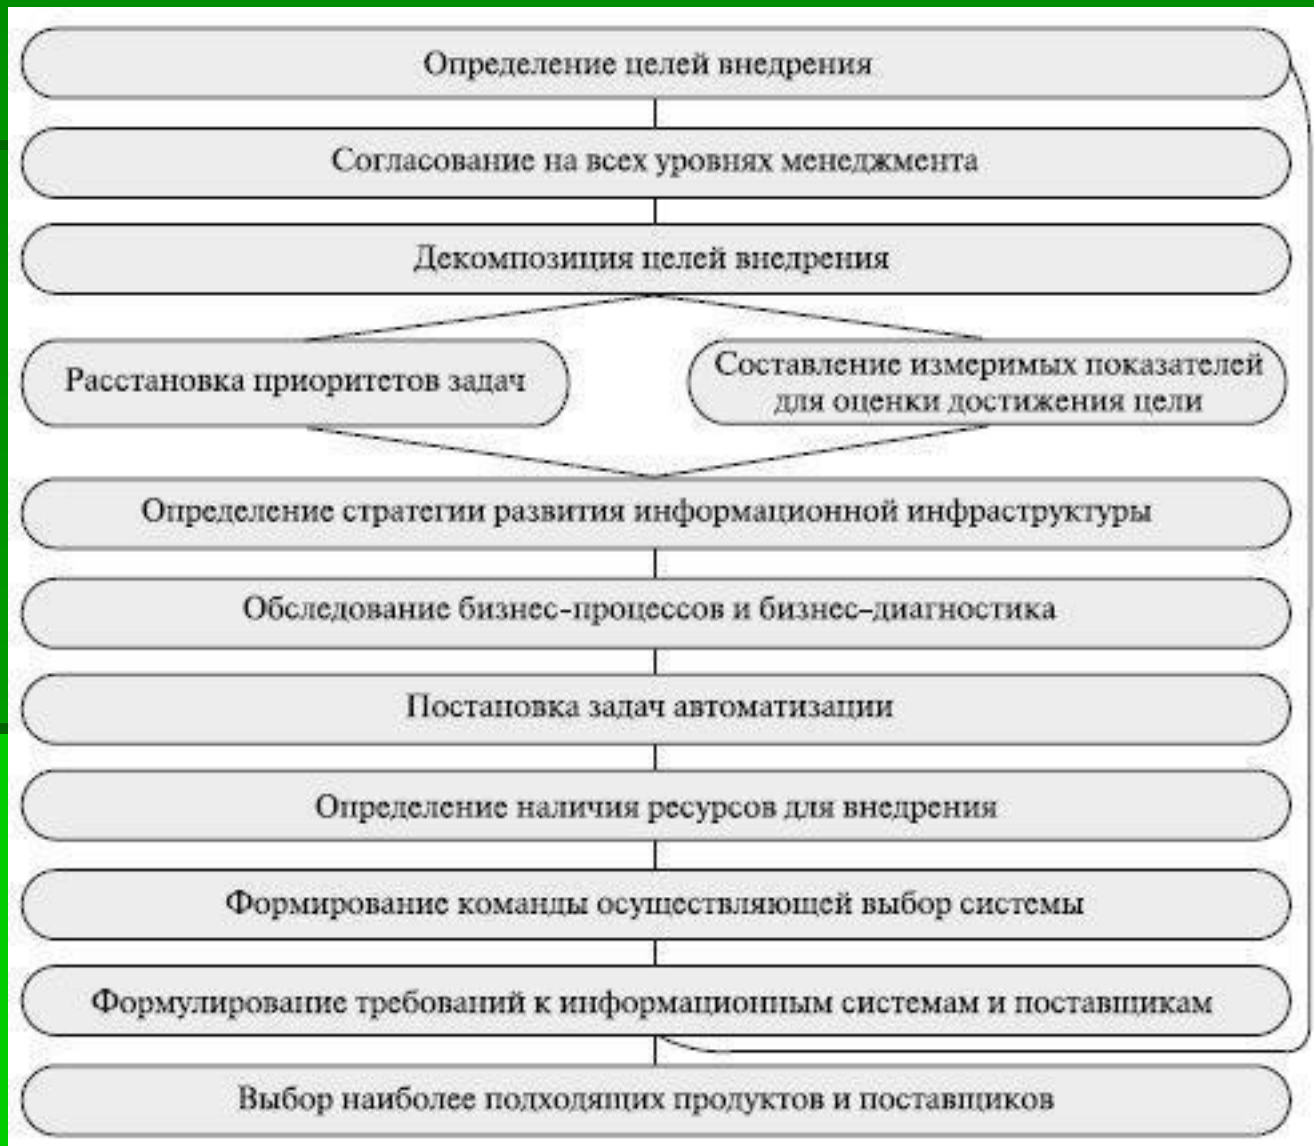 Определение целей внедрения
Согласование на всех уровнях менеджмента
Декомпозиция целей внедрения
Расстановка приоритетов задач
Составление измеримых показателей
для оценки достижения цели
Определение стратегии развития информационной инфраструктуры
Обследование бизнес-процессов и бизнес-диагностика
Постановка задач автоматизации
Определение наличия ресурсов для внедрения
Формирование команды осуществляющей выбор системы
Формулирование требований к информационным системам и поставщикам
Выбор наиболее подходящих продуктов и поставщиков